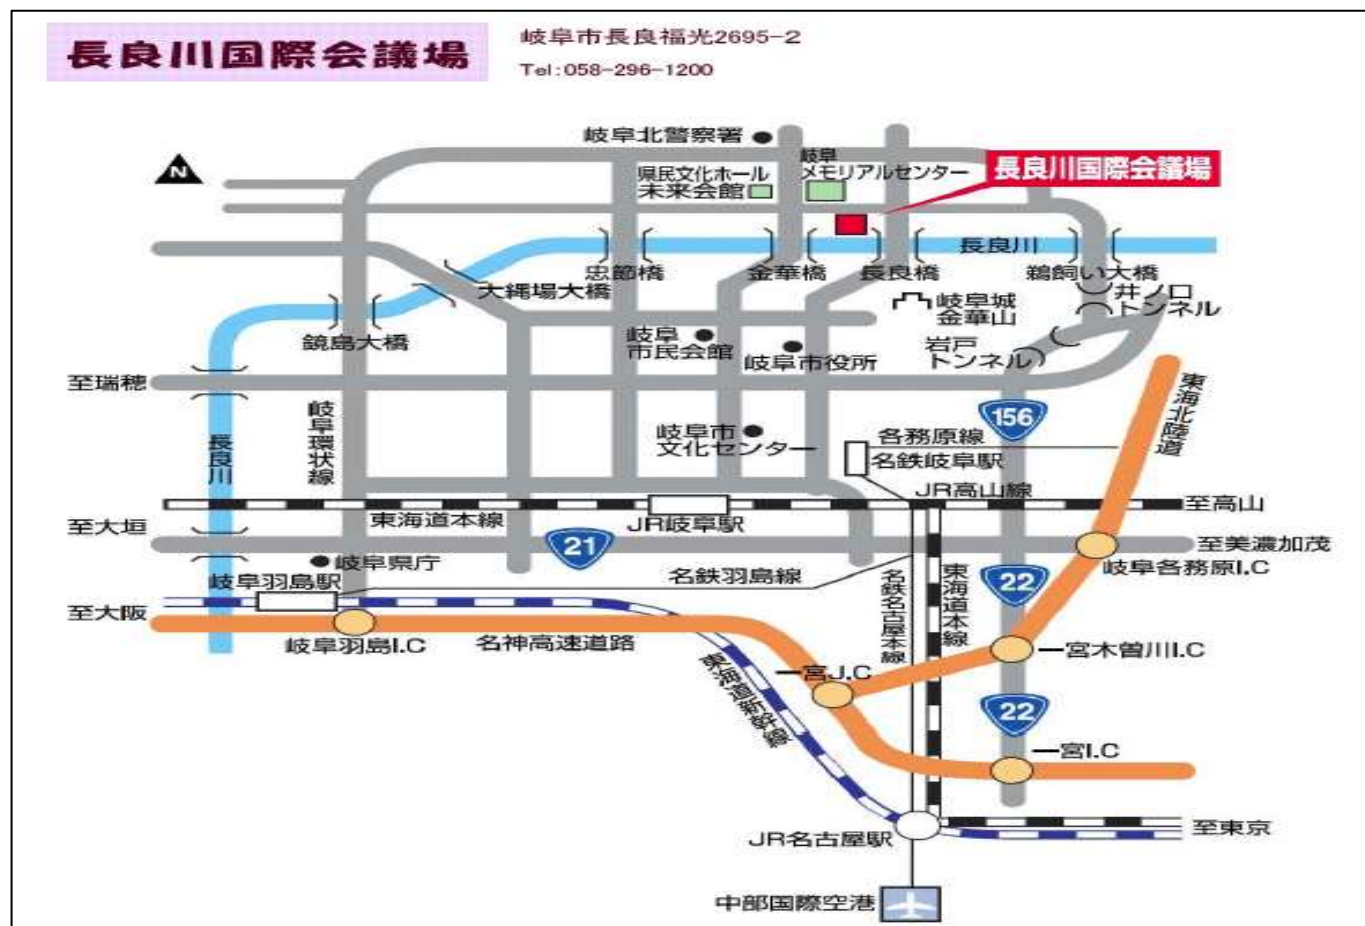 長良川国際会議場
岐阜市長良福光2695-2
Tel:058-296-1200
岐阜北警察署
N
県民文化ホール
未来会館
岐阜
メモリアルセンター
長良川国際会議場
長良川
忠節橋
金華橋
長良橋
鵜飼い大橋
大縄場大橋
鏡島大橋
岐阜城
金華山
井ノ口
トンネル
岐阜
市民会館
岐阜市役所
岩戸
トンネル
至瑞穂
長良川
岐阜環状線
156
東海北陸道
岐阜市
文化センター
各務原線
名鉄岐阜駅
JR高山線
至高山
東海道本線
JR岐阜駅
至大垣
21
至美濃加茂
岐阜県庁
岐阜羽島駅
名鉄羽島線
名鉄名古屋本線
東海道本線
22
岐阜各務原I.C
至大阪
岐阜羽島I.C
名神高速道路
東海道新幹線
一宮J.C
一宮木曽川I.C
22
一宮I.C
JR名古屋駅
至東京
中部国際空港